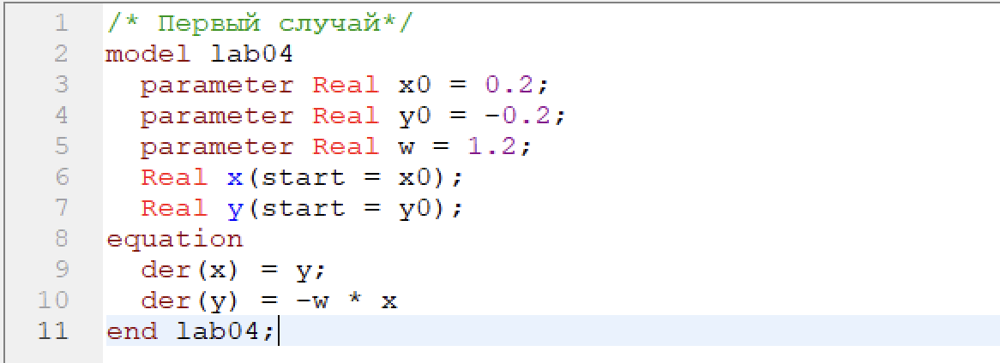 1 /* Первый случай*/
2 model lab04
3   parameter Real x0 = 0.2;
4   parameter Real y0 = -0.2;
5   parameter Real w = 1.2;
6   Real x(start = x0);
7   Real y(start = y0);
8 equation
9   der(x) = y;
10   der(y) = -w * x
11 end lab04;